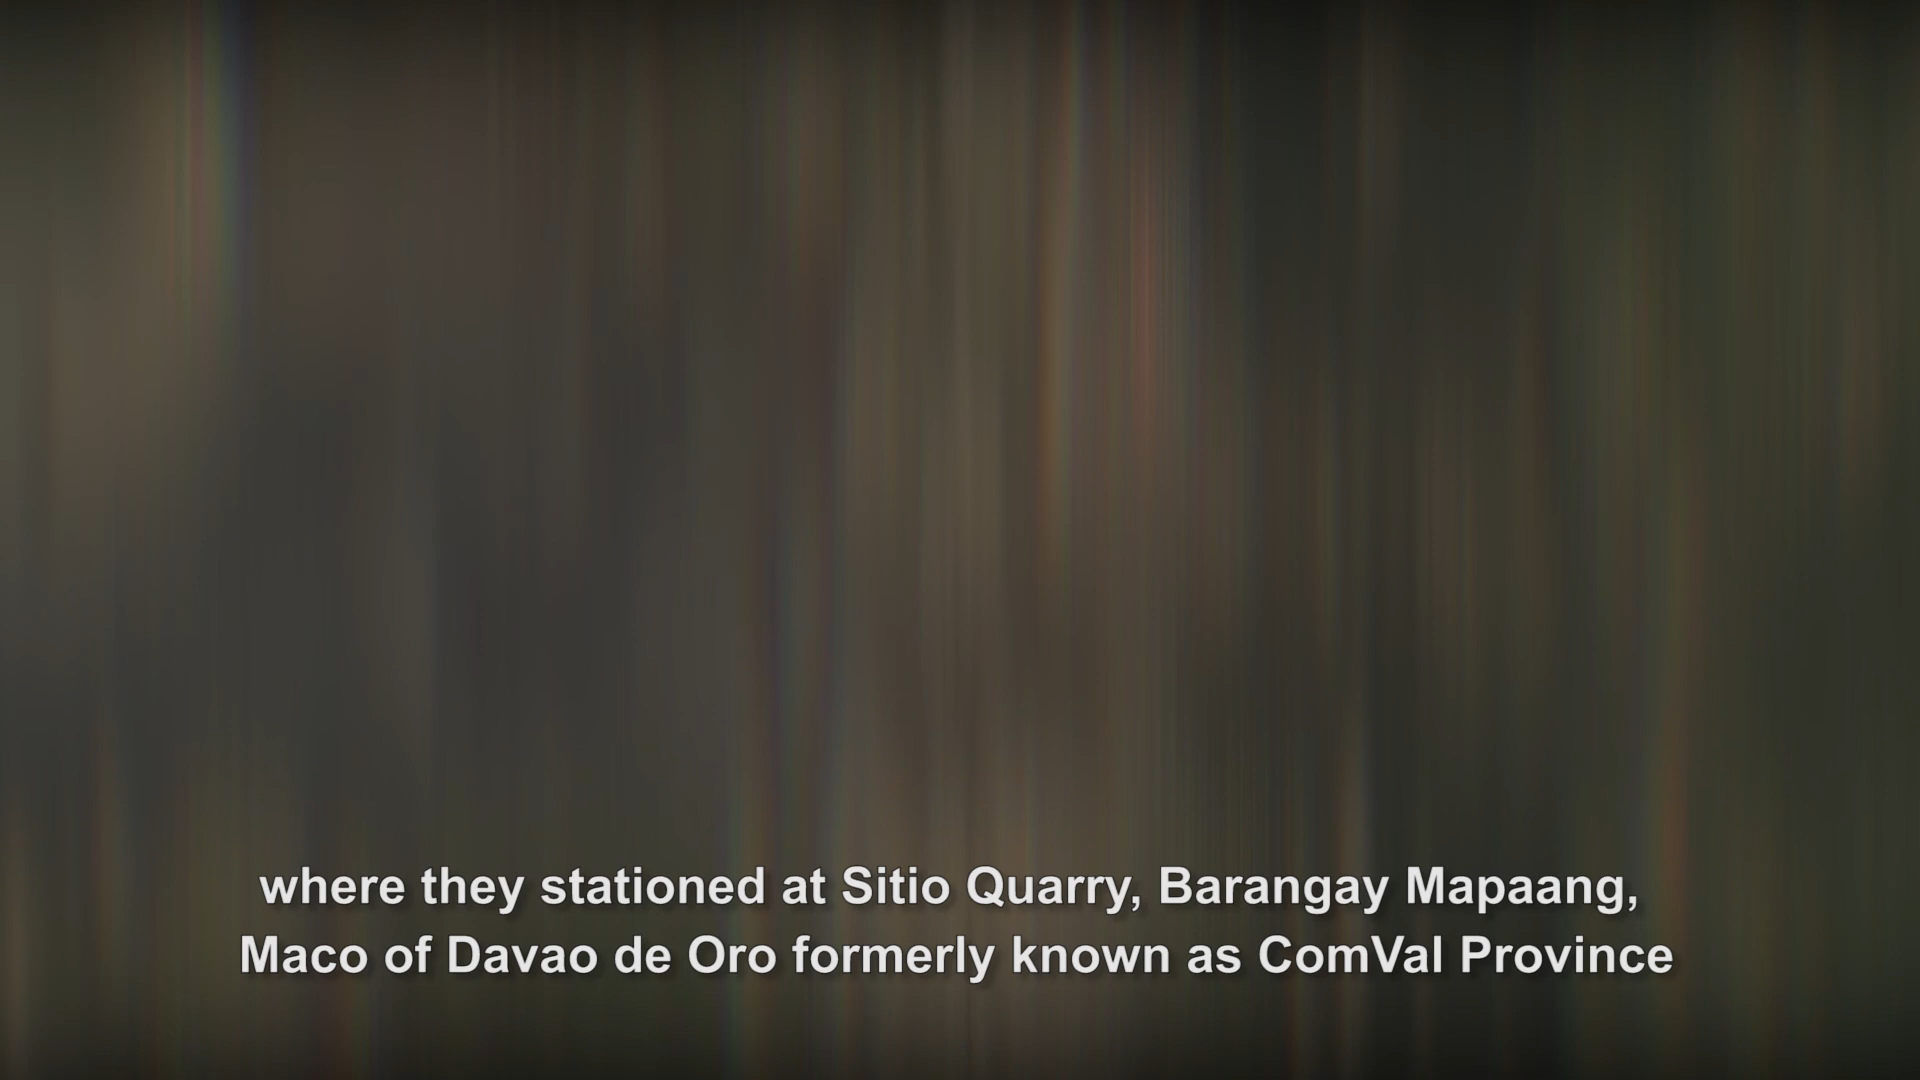 where they stationed at Sitio Quarry, Barangay Mapaang,
Maco of Davao de Oro formerly known as ComVal Province